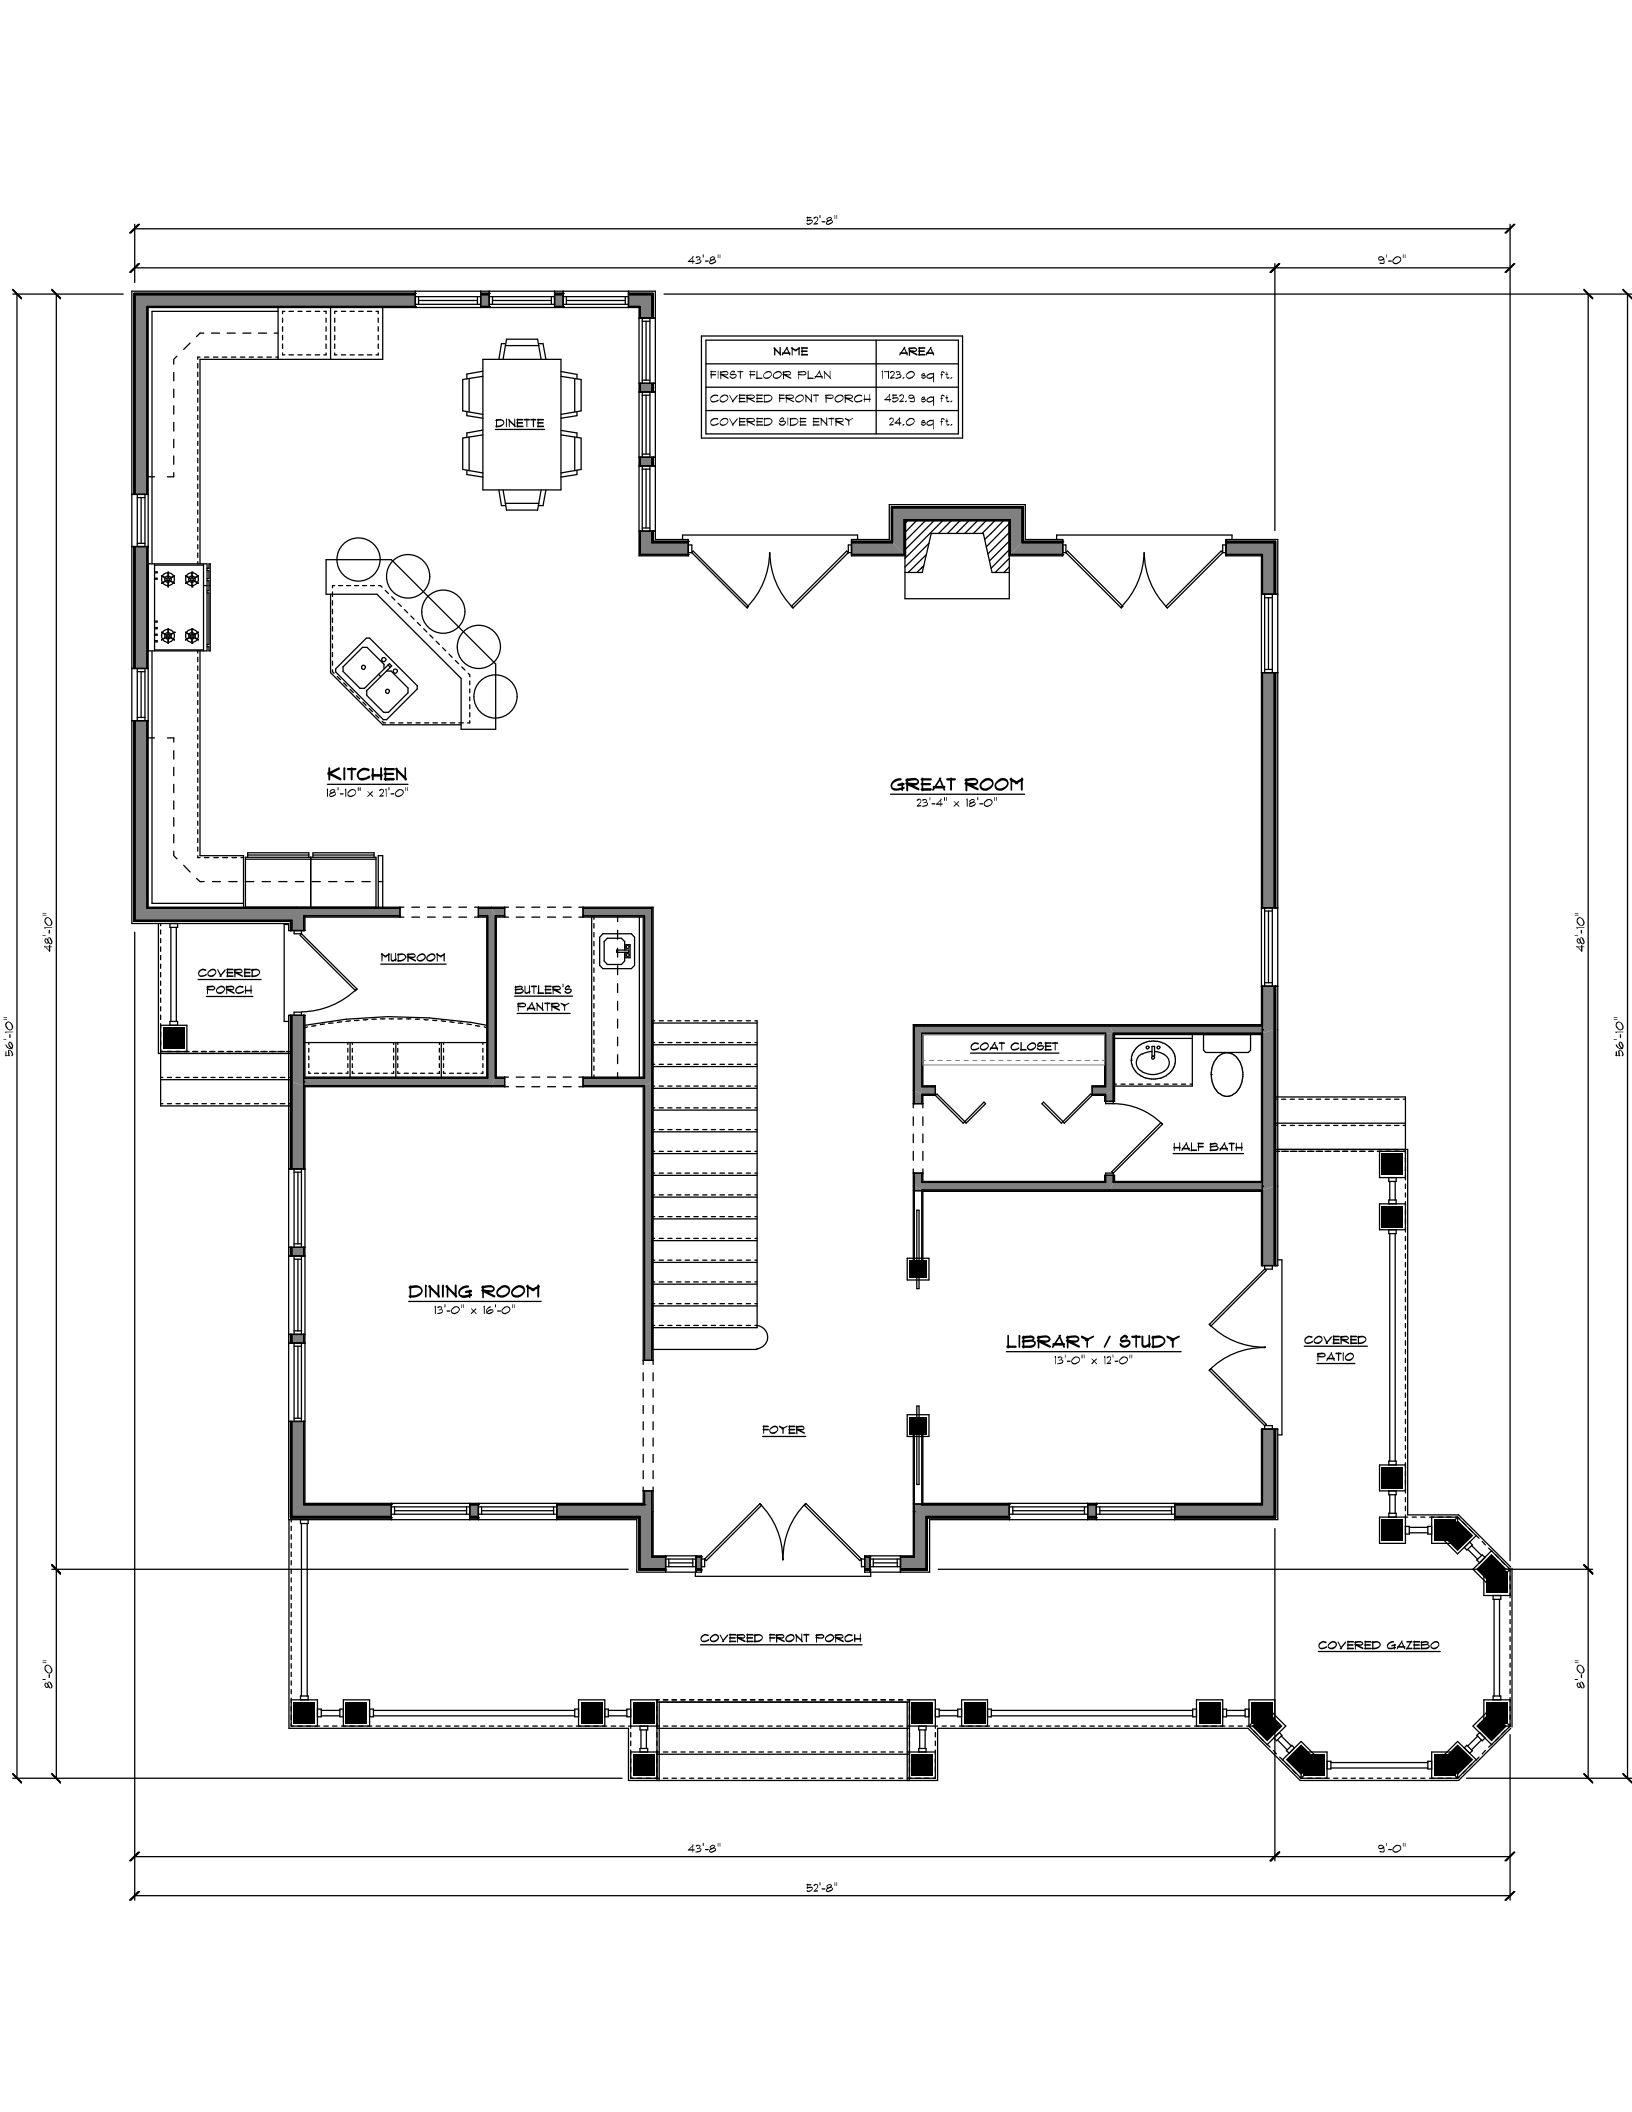 52'-8"
43'-8"
9'-0"
NAME AREA
FIRST FLOOR PLAN 1723.0 sq ft.
COVERED FRONT PORCH 452.9 sq ft.
COVERED SIDE ENTRY 24.0 sq ft.
DINETTE
KITCHEN
18'-10" x 21'-0"
GREAT ROOM
23'-4" x 18'-0"
48'-10"
48'-10"
56'-10"
56'-10"
MUDROOM
COVERED
PORCH
BUTLER'S
PANTRY
COAT CLOSET
HALF BATH
DINING ROOM
13'-0" x 16'-0"
LIBRARY / STUDY
13'-0" x 12'-0"
COVERED
PATIO
FOYER
COVERED FRONT PORCH
COVERED GAZEBO
8'-0"
8'-0"
43'-8"
9'-0"
52'-8"